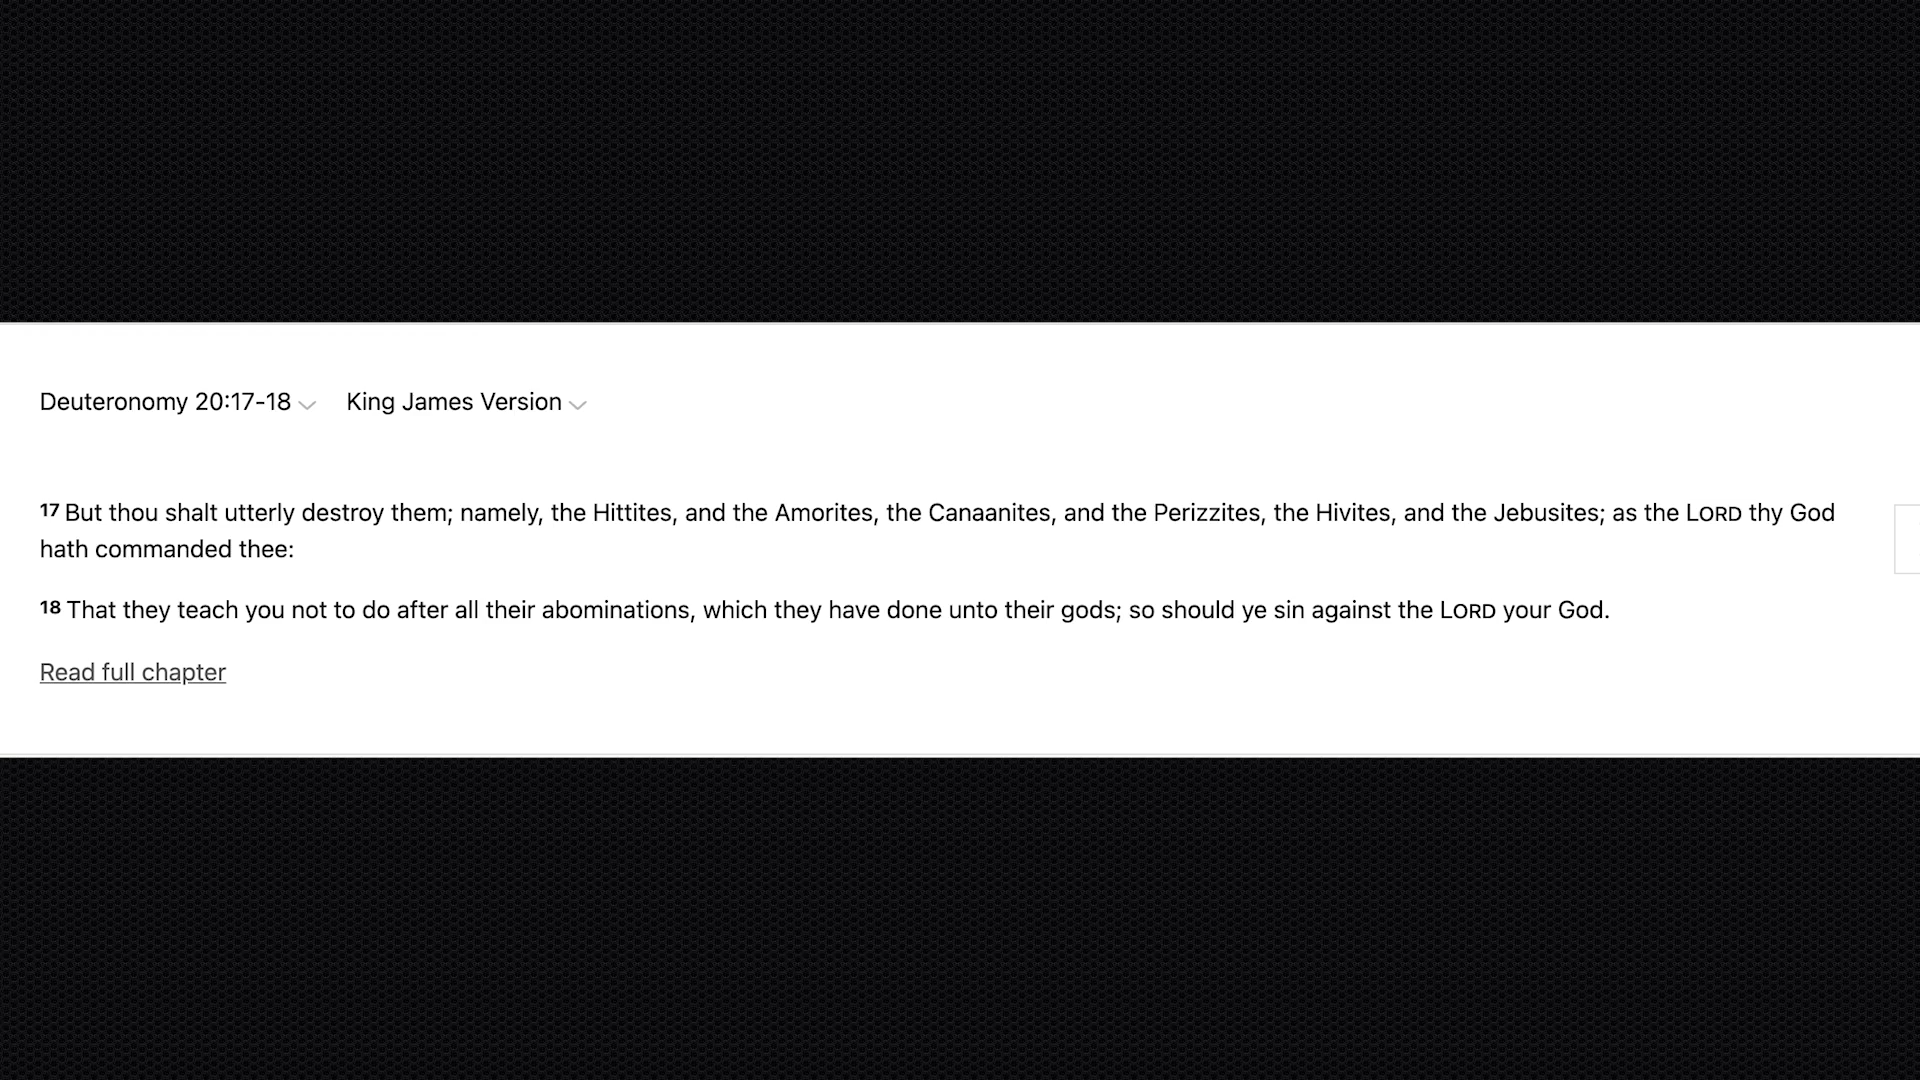 Deuteronomy 20:17-18 King James Version
17 But thou shalt utterly destroy them; namely, the Hittites, and the Amorites, the Canaanites, and the Perizzites, the Hivites, and the Jebusites; as the LORD thy God
hath commanded thee:
18 That they teach you not to do after all their abominations, which they have done unto their gods; so should ye sin against the LORD your God.
Read full chapter